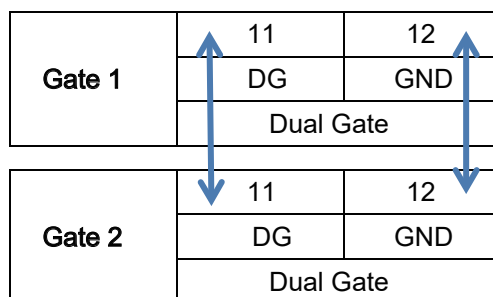 11 12
Gate 1
DG GND
Dual Gate
11 12
Gate 2
DG GND
Dual Gate